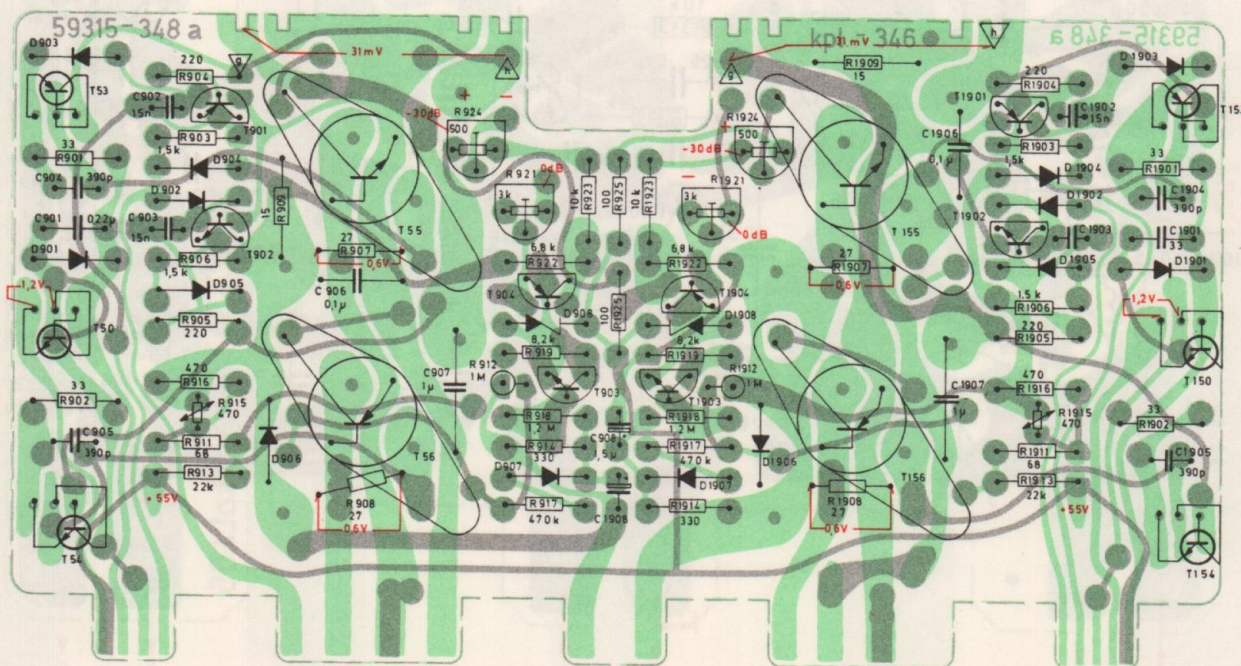 59315-348 a
kpl - 346
59315-348 a
31mV
31mV
g
h
g
h
D903
T53
220
R904
C902
15n
T901
R903
1,5k
33
R901
C904
390p
D904
D902
C901
022µ
C903
15n
T902
D901
R906
1,5k
D905
R905
220
1,2V
T50
15
R909
27
R907
0,6V
C906
0,1µ
T55
+
−
R924
500
-30dB
R921
0dB
3k
10k
R923
100
R925
10k
R1923
R1924
+
500
-30dB
−
R1921
3k
0dB
6,8k
R922
T904
D908
8,2k
R919
T903
R918
1,2M
R914
330
D907
R917
470k
100
R1925
6,8k
R1922
T1904
D1908
8,2k
R1919
T1903
R1918
1,2M
R1917
470k
D1907
R1914
330
C908
1,5µ
C1908
R912
1M
R1912
1M
C907
1µ
470
R916
R915
470
R911
68
R913
22k
+55V
33
R902
C905
390p
T54
D906
T56
R908
27
0,6V
R1909
15
T155
27
R1907
0,6V
C1906
0,1µ
T1901
220
R1904
C1902
15n
R1903
1,5k
D1904
D1902
T1902
C1903
D1905
1,5k
R1906
220
R1905
D1903
33
R1901
C1904
390p
C1901
33
D1901
1,2V
T150
C1907
1µ
D1906
T156
R1908
27
0,6V
470
R1916
R1915
470
R1911
68
R1913
22k
+55V
33
R1902
C1905
390p
T154